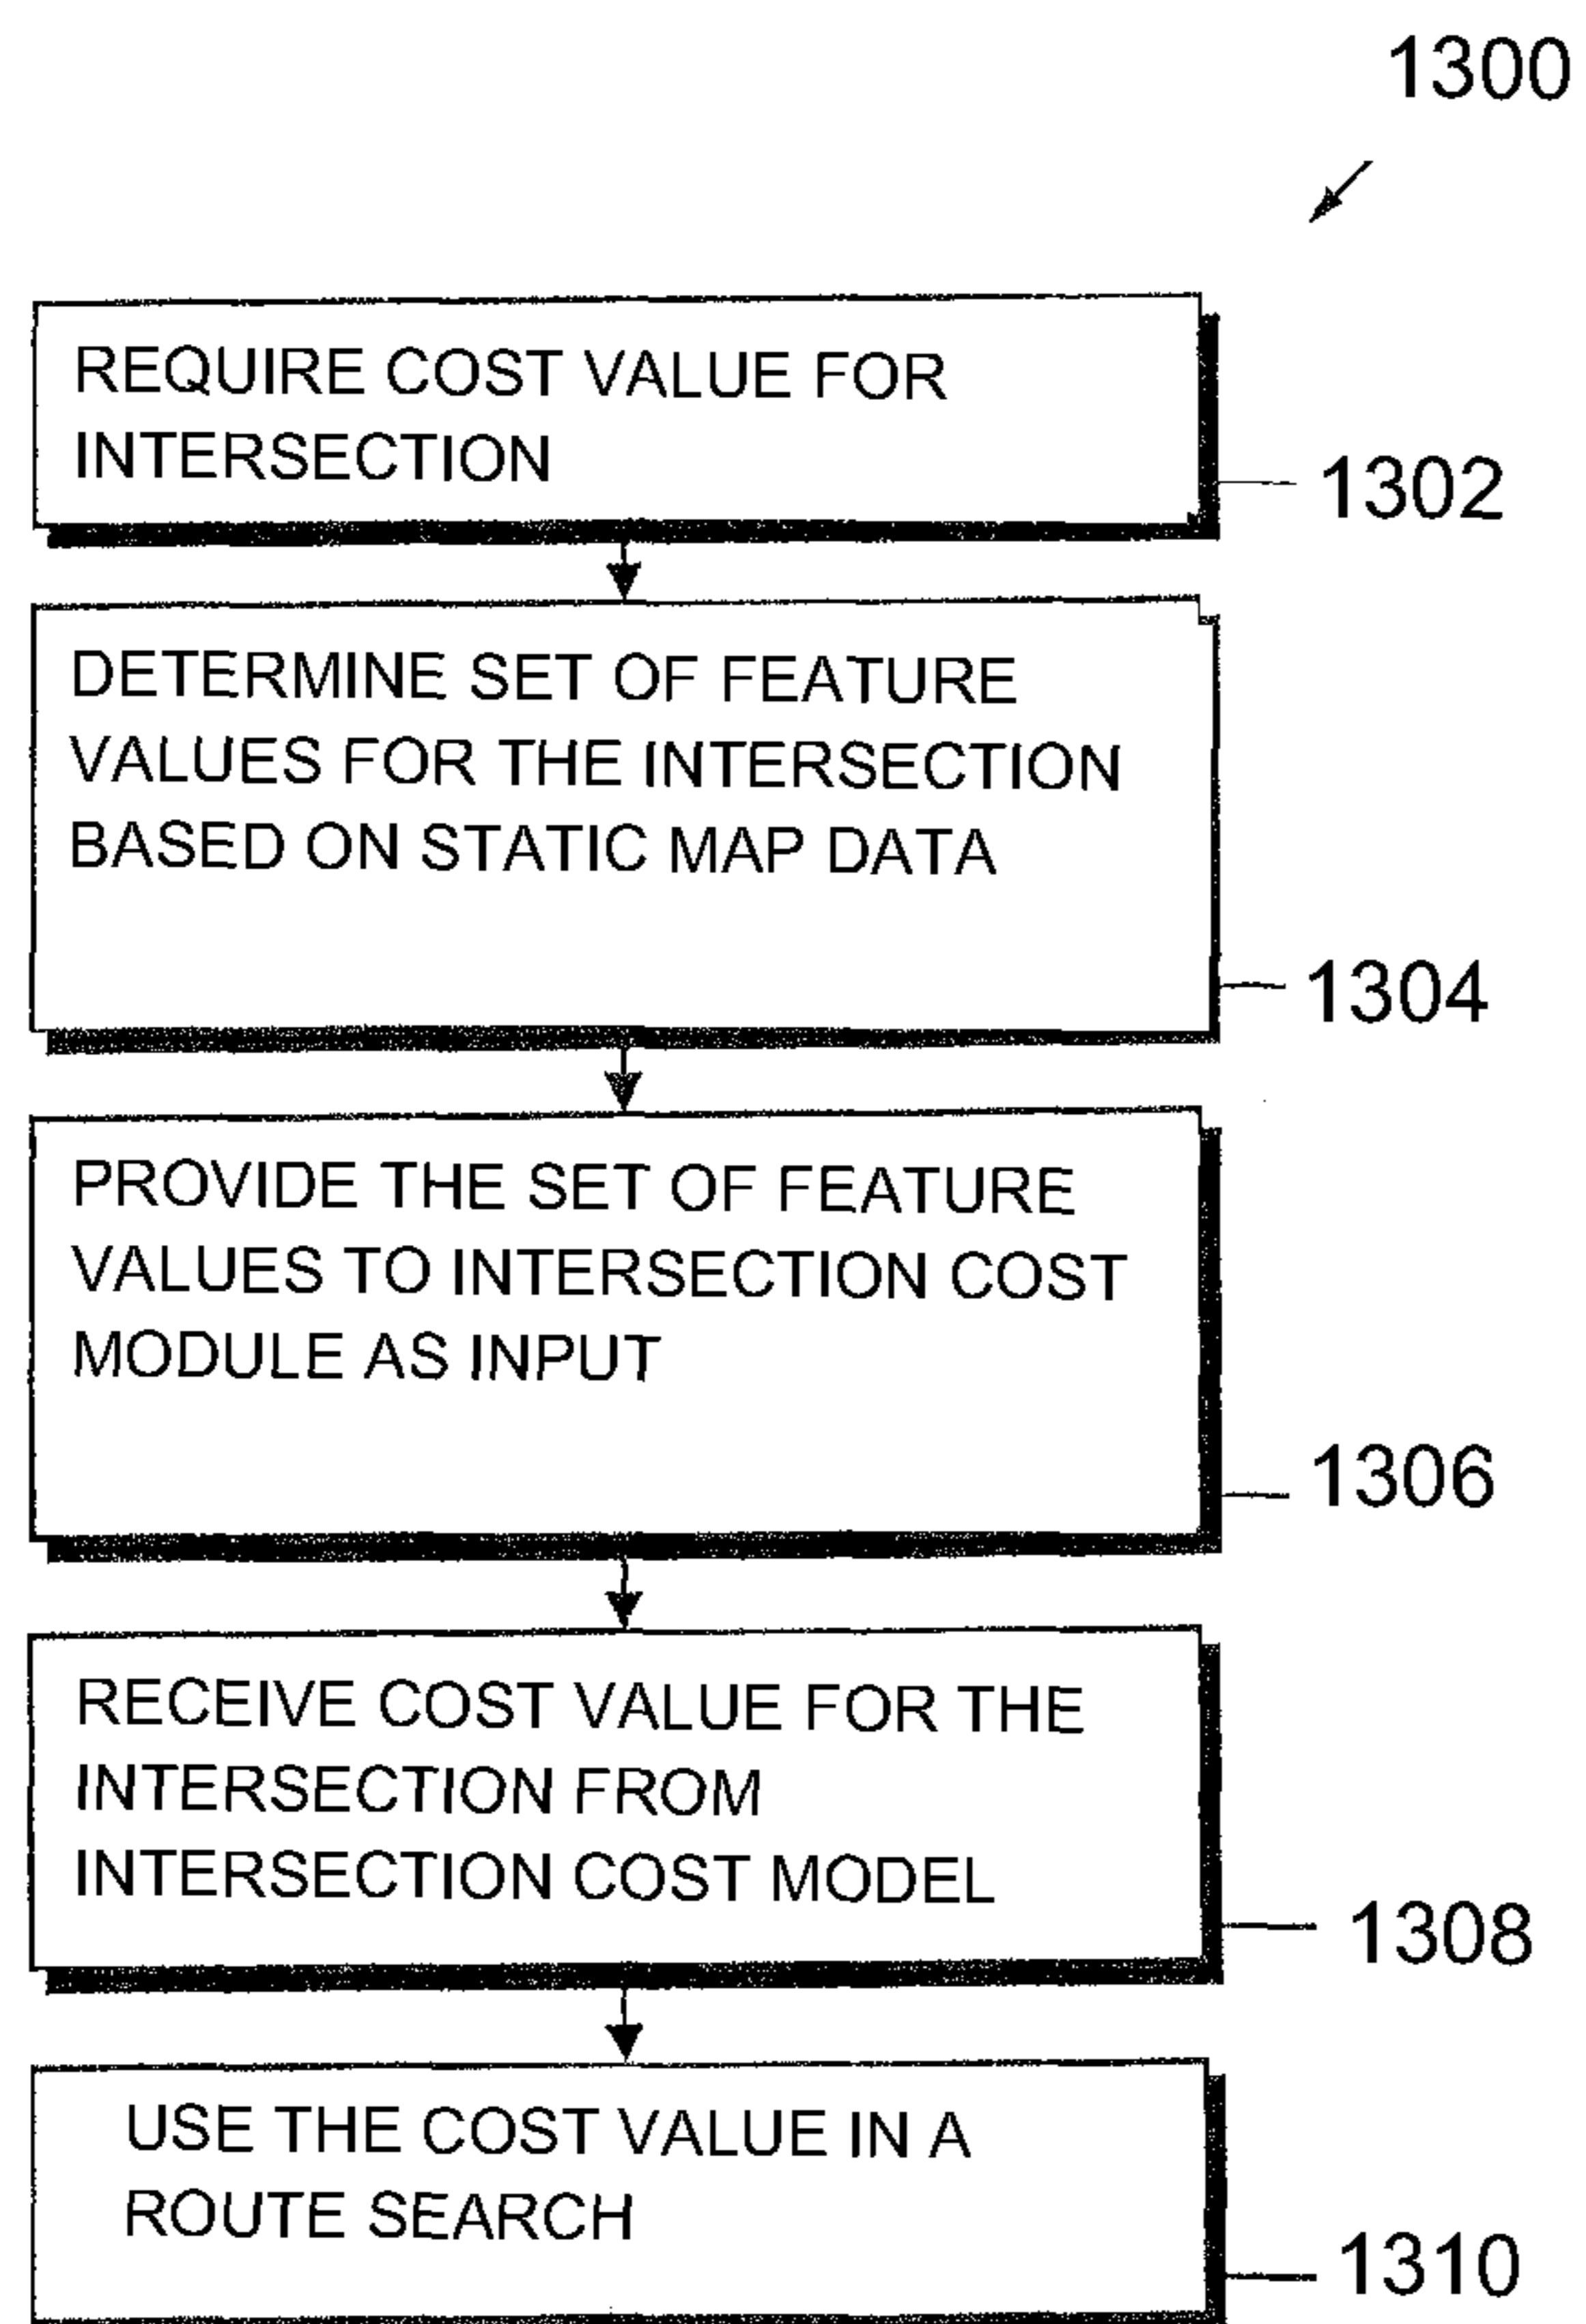 1300
REQUIRE COST VALUE FOR
INTERSECTION
1302
DETERMINE SET OF FEATURE
VALUES FOR THE INTERSECTION
BASED ON STATIC MAP DATA
1304
PROVIDE THE SET OF FEATURE
VALUES TO INTERSECTION COST
MODULE AS INPUT
1306
RECEIVE COST VALUE FOR THE
INTERSECTION FROM
INTERSECTION COST MODEL
1308
USE THE COST VALUE IN A
ROUTE SEARCH
1310